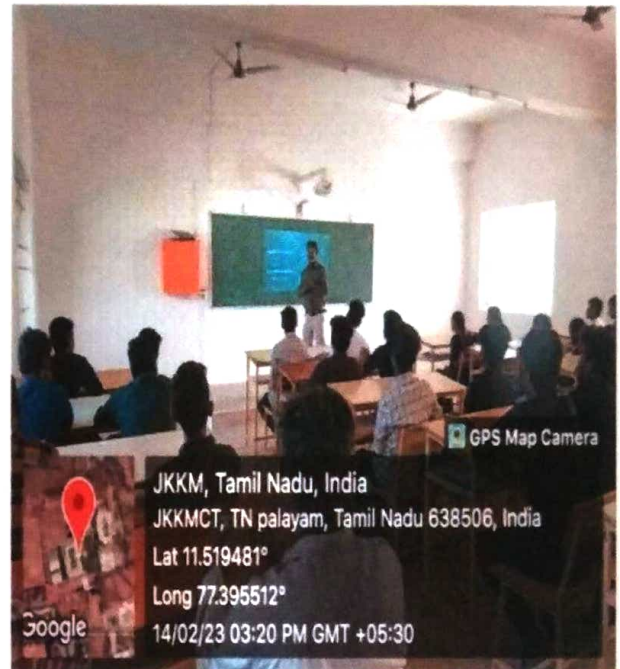 GPS Map Camera
JKKM, Tamil Nadu, India
JKKMCT, TN palayam, Tamil Nadu 638506, India
Lat 11.519481°
Long 77.395512°
14/02/23 03:20 PM GMT +05:30
Google